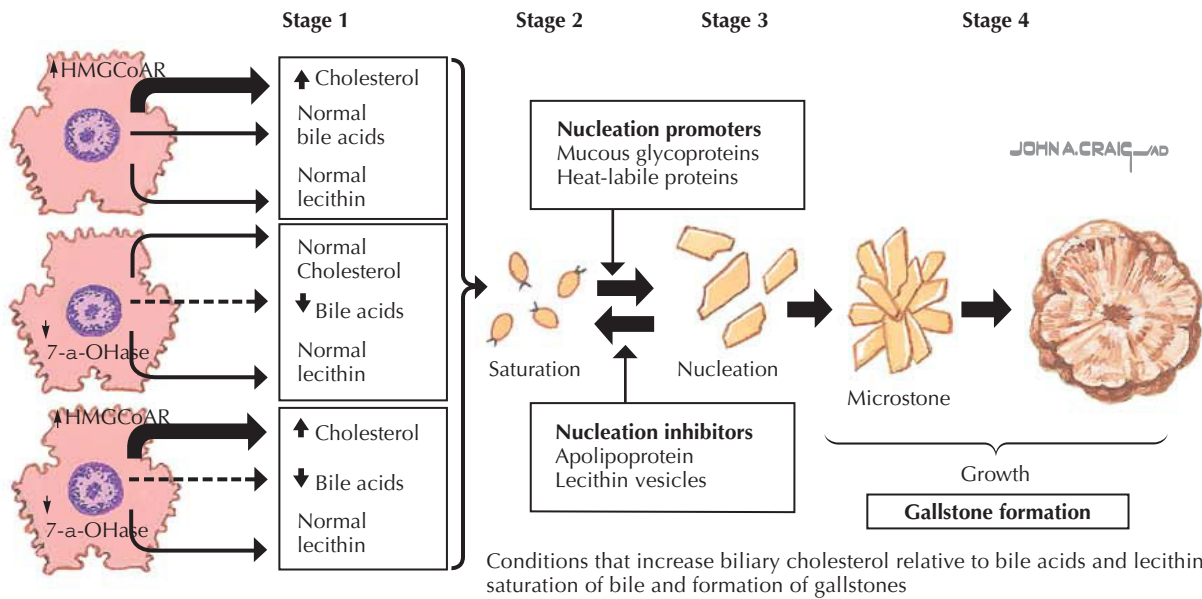 Stage 1
Stage 2
Stage 3
Stage 4
HMGCoAR
Cholesterol
Normal
bile acids
Normal
lecithin
7-a-OHase
Normal
Cholesterol
Bile acids
Normal
lecithin
HMGCoAR
7-a-OHase
Cholesterol
Bile acids
Normal
lecithin
Nucleation promoters
Mucous glycoproteins
Heat-labile proteins
JOHN A. CRAIG AD
Saturation
Nucleation
Microstone
Nucleation inhibitors
Apolipoprotein
Lecithin vesicles
Growth
Gallstone formation
Conditions that increase biliary cholesterol relative to bile acids and lecithin
saturation of bile and formation of gallstones